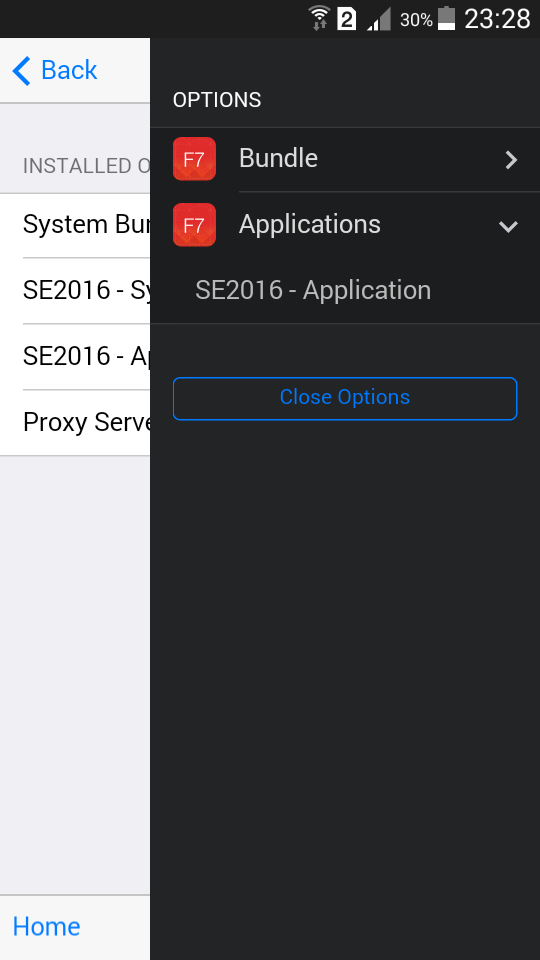 2 30% 23:28
Back
OPTIONS
INSTALLED O
F7 Bundle
System Bun
F7 Applications
SE2016 - Sy
SE2016 - Application
SE2016 - Ap
Close Options
Proxy Serve
Home